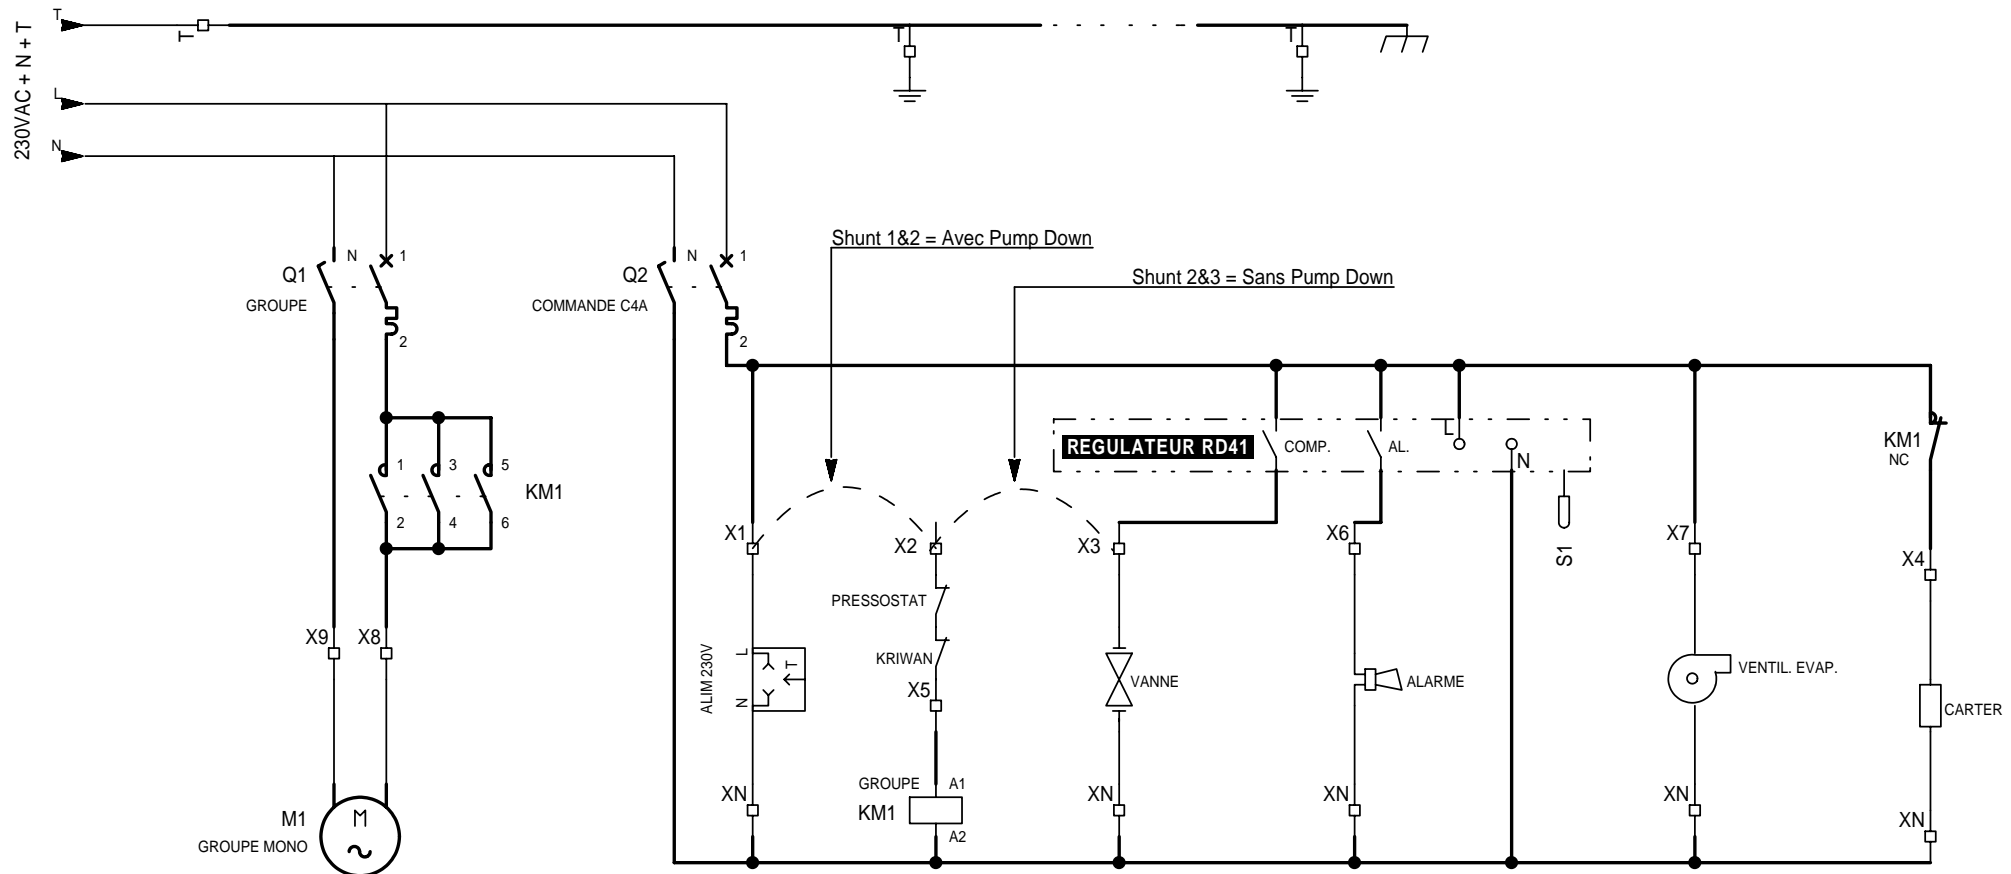 230VAC + N + T
T
T
T
T
L
N
Shunt 1&2 = Avec Pump Down
Shunt 2&3 = Sans Pump Down
Q1
GROUPE
N
1
2
Q2
COMMANDE C4A
N
1
2
REGULATEUR RD41
COMP.
AL.
L
N
KM1
NC
1
3
5
KM1
2
4
6
X1
X2
X3
X6
S1
X7
X4
PRESSOSTAT
KRIWAN
X5
X9
X8
ALIM 230V
L
N
T
VANNE
ALARME
VENTIL. EVAP.
CARTER
GROUPE
A1
KM1
A2
XN
XN
XN
XN
XN
M1
GROUPE MONO
M